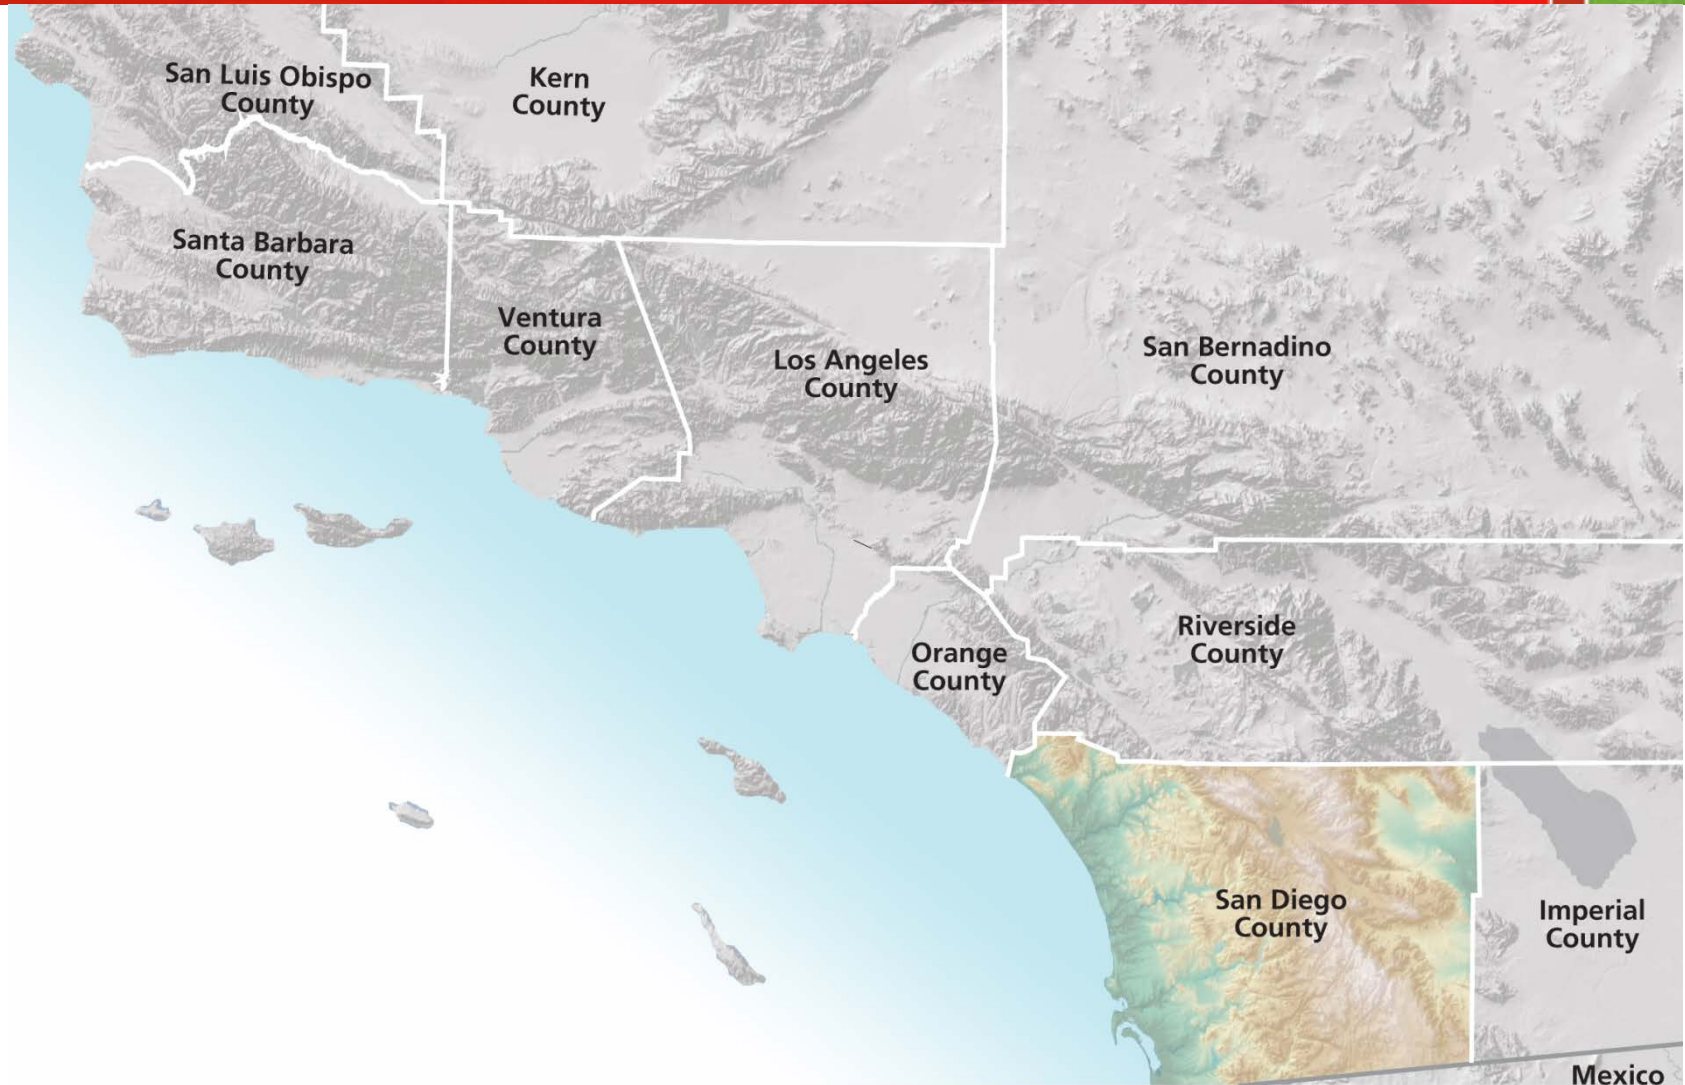 San Luis Obispo
County
Kern
County
Santa Barbara
County
Ventura
County
Los Angeles
County
San Bernadino
County
Orange
County
Riverside
County
San Diego
County
Imperial
County
Mexico